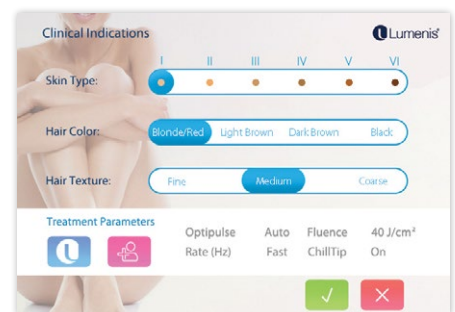 Clinical Indications
Lumenis®
I II III IV V VI
Skin Type:
Hair Color: Blonde/Red Light Brown Dark Brown Black
Hair Texture: Fine Medium Coarse
Treatment Parameters
Optipulse Auto Fluence 40 J/cm²
Rate (Hz) Fast ChillTip On